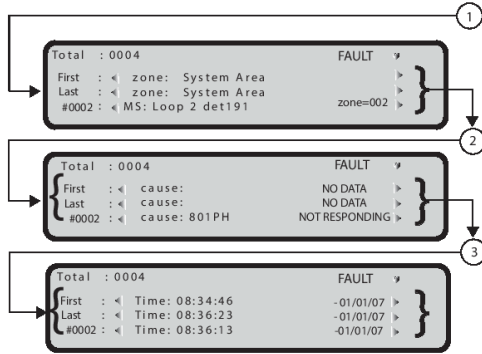 1
Total : 0004 FAULT
First : zone: System Area
Last : zone: System Area
#0002 : MS: Loop 2 det191 zone=002
2
Total : 0004 FAULT
First : cause: NO DATA
Last : cause: NO DATA
#0002 : cause: 801PH NOT RESPONDING
3
Total : 0004 FAULT
First : Time: 08:34:46 - 01/01/07
Last : Time: 08:36:23 - 01/01/07
#0002 : Time: 08:36:13 -01/01/07